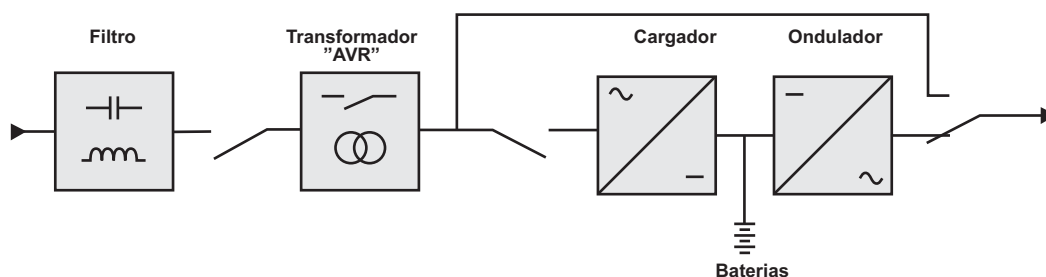 Filtro
Transformador
”AVR”
Cargador
Ondulador
Baterias